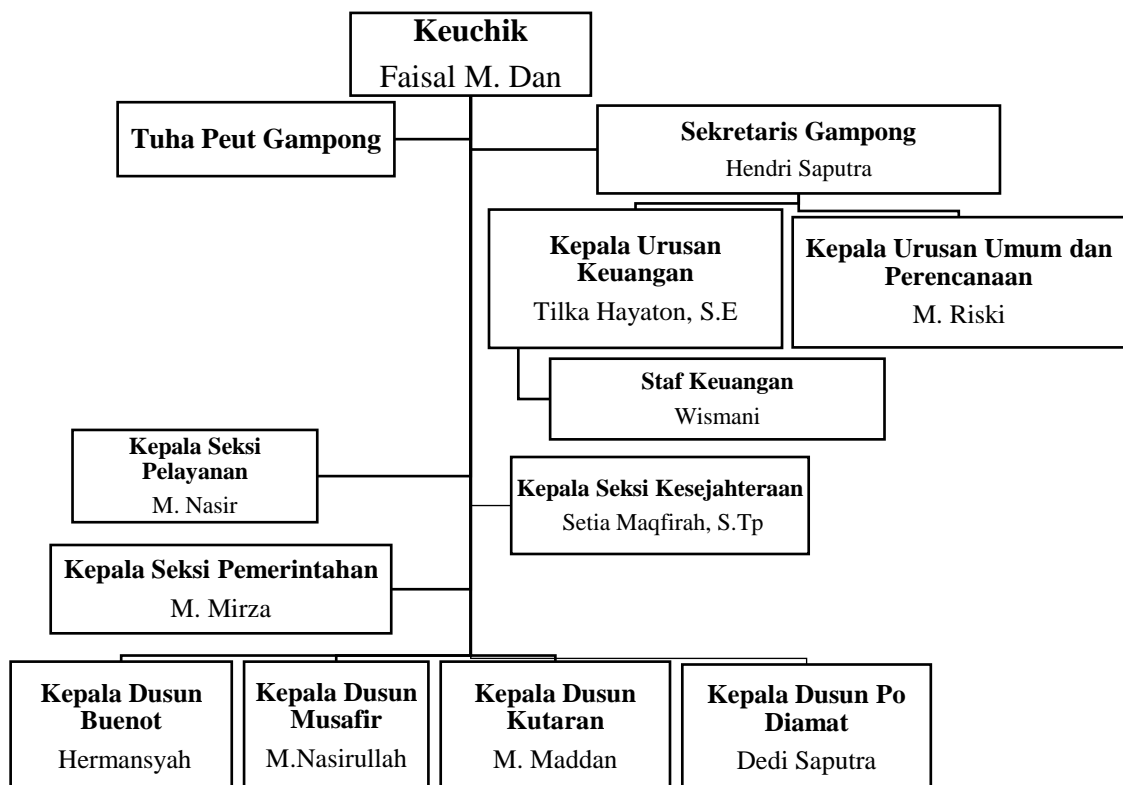 Keuchik
Faisal M. Dan
Tuha Peut Gampong
Sekretaris Gampong
Hendri Saputra
Kepala Urusan
Keuangan
Tilka Hayaton, S.E
Kepala Urusan Umum dan
Perencanaan
M. Riski
Staf Keuangan
Wismani
Kepala Seksi
Pelayanan
M. Nasir
Kepala Seksi Kesejahteraan
Setia Maqfirah, S.Tp
Kepala Seksi Pemerintahan
M. Mirza
Kepala Dusun
Buenot
Hermansyah
Kepala Dusun
Musafir
M.Nasirullah
Kepala Dusun
Kutaran
M. Maddan
Kepala Dusun Po
Diamat
Dedi Saputra